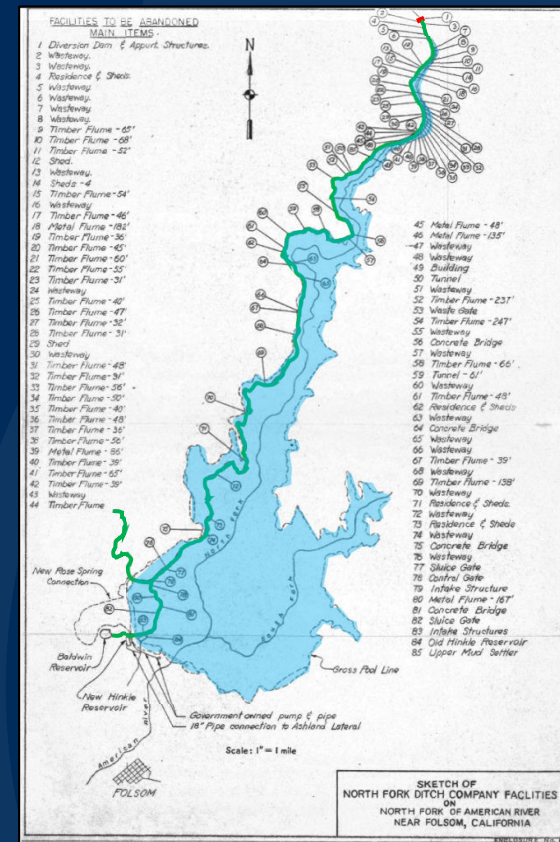 FACILITIES TO BE ABANDONED
MAIN ITEMS.
1 Diversion Dam & Appurt. Structures.
2 Wasteway.
3 Wasteway.
4 Residence & Sheds.
5 Wasteway
6 Wasteway.
7 Wasteway.
8 Wasteway.
9 Timber Flume - 65'
10 Timber Flume - 68'
11 Timber Flume - 52'
12 Shed.
13 Wasteway.
14 Sheds - 4
15 Timber Flume - 54'
16 Wasteway
17 Timber Flume - 46'
18 Metal Flume - 182'
19 Timber Flume - 36'
20 Timber Flume - 45'
21 Timber Flume - 60'
22 Timber Flume - 55'
23 Timber Flume - 31'
24 Wasteway
25 Timber Flume - 40'
26 Timber Flume - 47'
27 Timber Flume - 32'
28 Timber Flume - 31'
29 Shed
30 Wasteway
31 Timber Flume - 48'
32 Timber Flume - 31'
33 Timber Flume - 56'
34 Timber Flume - 50'
35 Timber Flume - 40'
36 Timber Flume - 48'
37 Timber Flume - 36'
38 Timber Flume - 56'
39 Metal Flume - 86'
40 Timber Flume - 39'
41 Timber Flume - 65'
42 Timber Flume - 39'
43 Wasteway
44 Timber Flume
N
45 Metal Flume - 48'
46 Metal Flume - 135'
47 Wasteway
48 Wasteway
49 Building
50 Tunnel
51 Wasteway
52 Timber Flume - 237'
53 Waste Gate
54 Timber Flume - 247'
55 Wasteway
56 Concrete Bridge
57 Wasteway
58 Timber Flume - 66'
59 Tunnel - 61'
60 Wasteway
61 Timber Flume - 49'
62 Residence & Sheds
63 Wasteway
64 Concrete Bridge
65 Wasteway
66 Wasteway
67 Timber Flume - 39'
68 Wasteway
69 Timber Flume - 138'
70 Wasteway
71 Residence & Sheds.
72 Wasteway
73 Residence & Sheds
74 Wasteway
75 Concrete Bridge
76 Wasteway
77 Sluice Gate
78 Control Gate
79 Intake Structure
80 Metal Flume - 167'
81 Concrete Bridge
82 Sluice Gate
83 Intake Structures
84 Old Hinkle Reservoir
85 Upper Mud Settler
North Fork
South Fork
New Rose Spring
Connection
Baldwin
Reservoir
New Hinkle
Reservoir
Gross Pool Line
Government owned pump & pipe
18" Pipe connection to Ashland Lateral
American River
Scale: 1" = 1 mile
FOLSOM
SKETCH OF
NORTH FORK DITCH COMPANY FACILITIES
ON
NORTH FORK OF AMERICAN RIVER
NEAR FOLSOM, CALIFORNIA